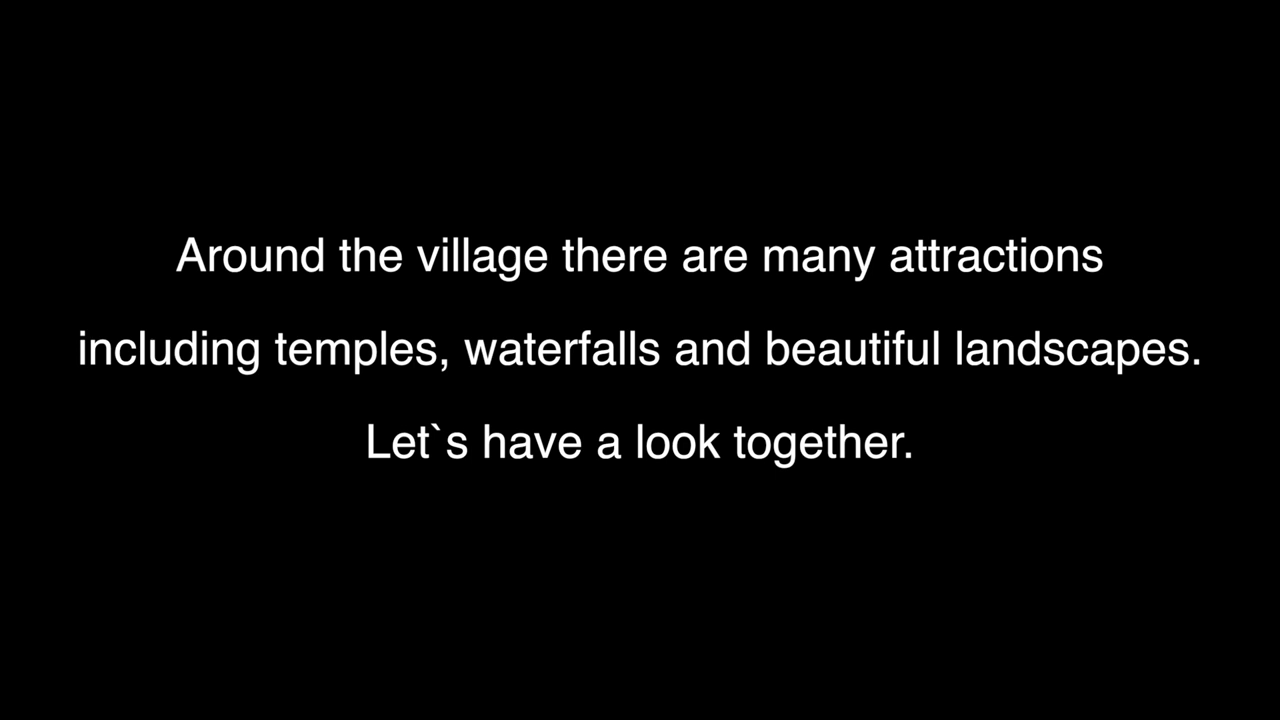 Around the village there are many attractions
including temples, waterfalls and beautiful landscapes.
Let`s have a look together.